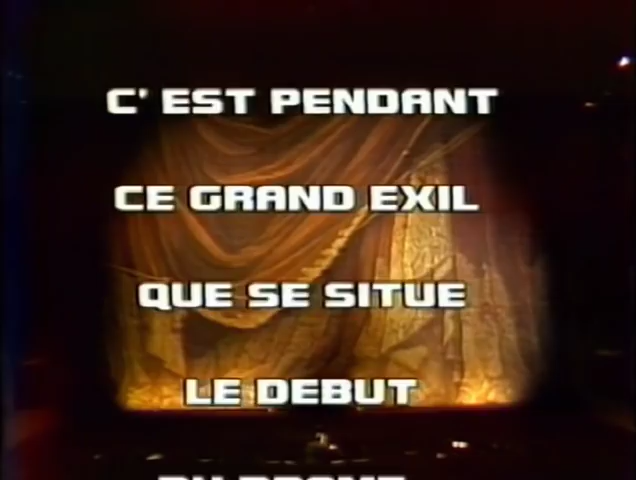 C' EST PENDANT
CE GRAND EXIL
QUE SE SITUE
LE DEBUT